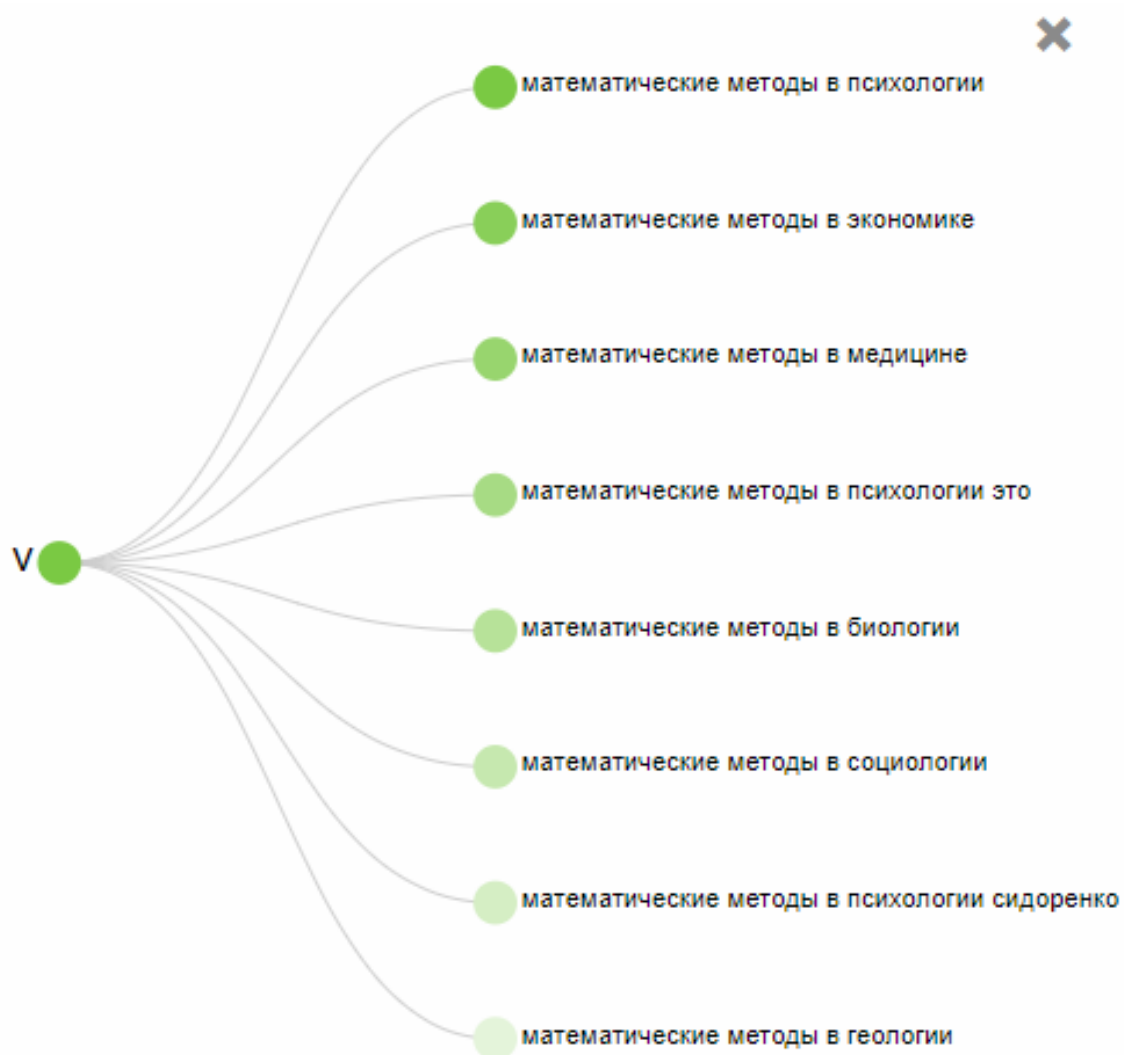 математические методы в психологии
математические методы в экономике
математические методы в медицине
математические методы в психологии это
V
математические методы в биологии
математические методы в социологии
математические методы в психологии сидоренко
математические методы в геологии